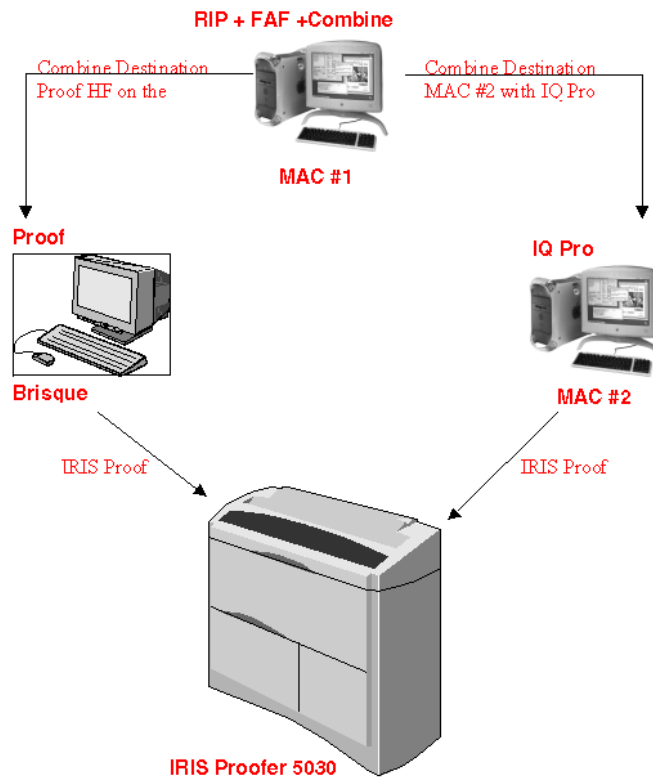 RIP + FAF +Combine
Combine Destination
Proof HF on the
Combine Destination
MAC #2 with IQ Pro
MAC #1
Proof
IQ Pro
Brisque
MAC #2
IRIS Proof
IRIS Proof
IRIS Proofer 5030